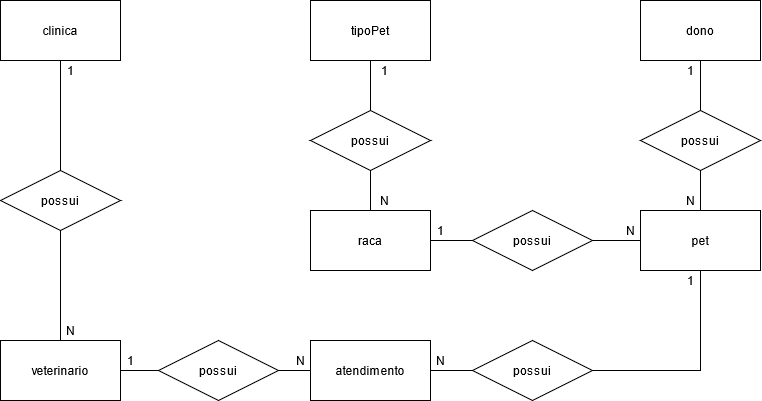 clinica
tipoPet
dono
1
1
1
possui
possui
possui
N
N
raca
1
possui
N
pet
1
N
veterinario
1
possui
N
atendimento
N
possui